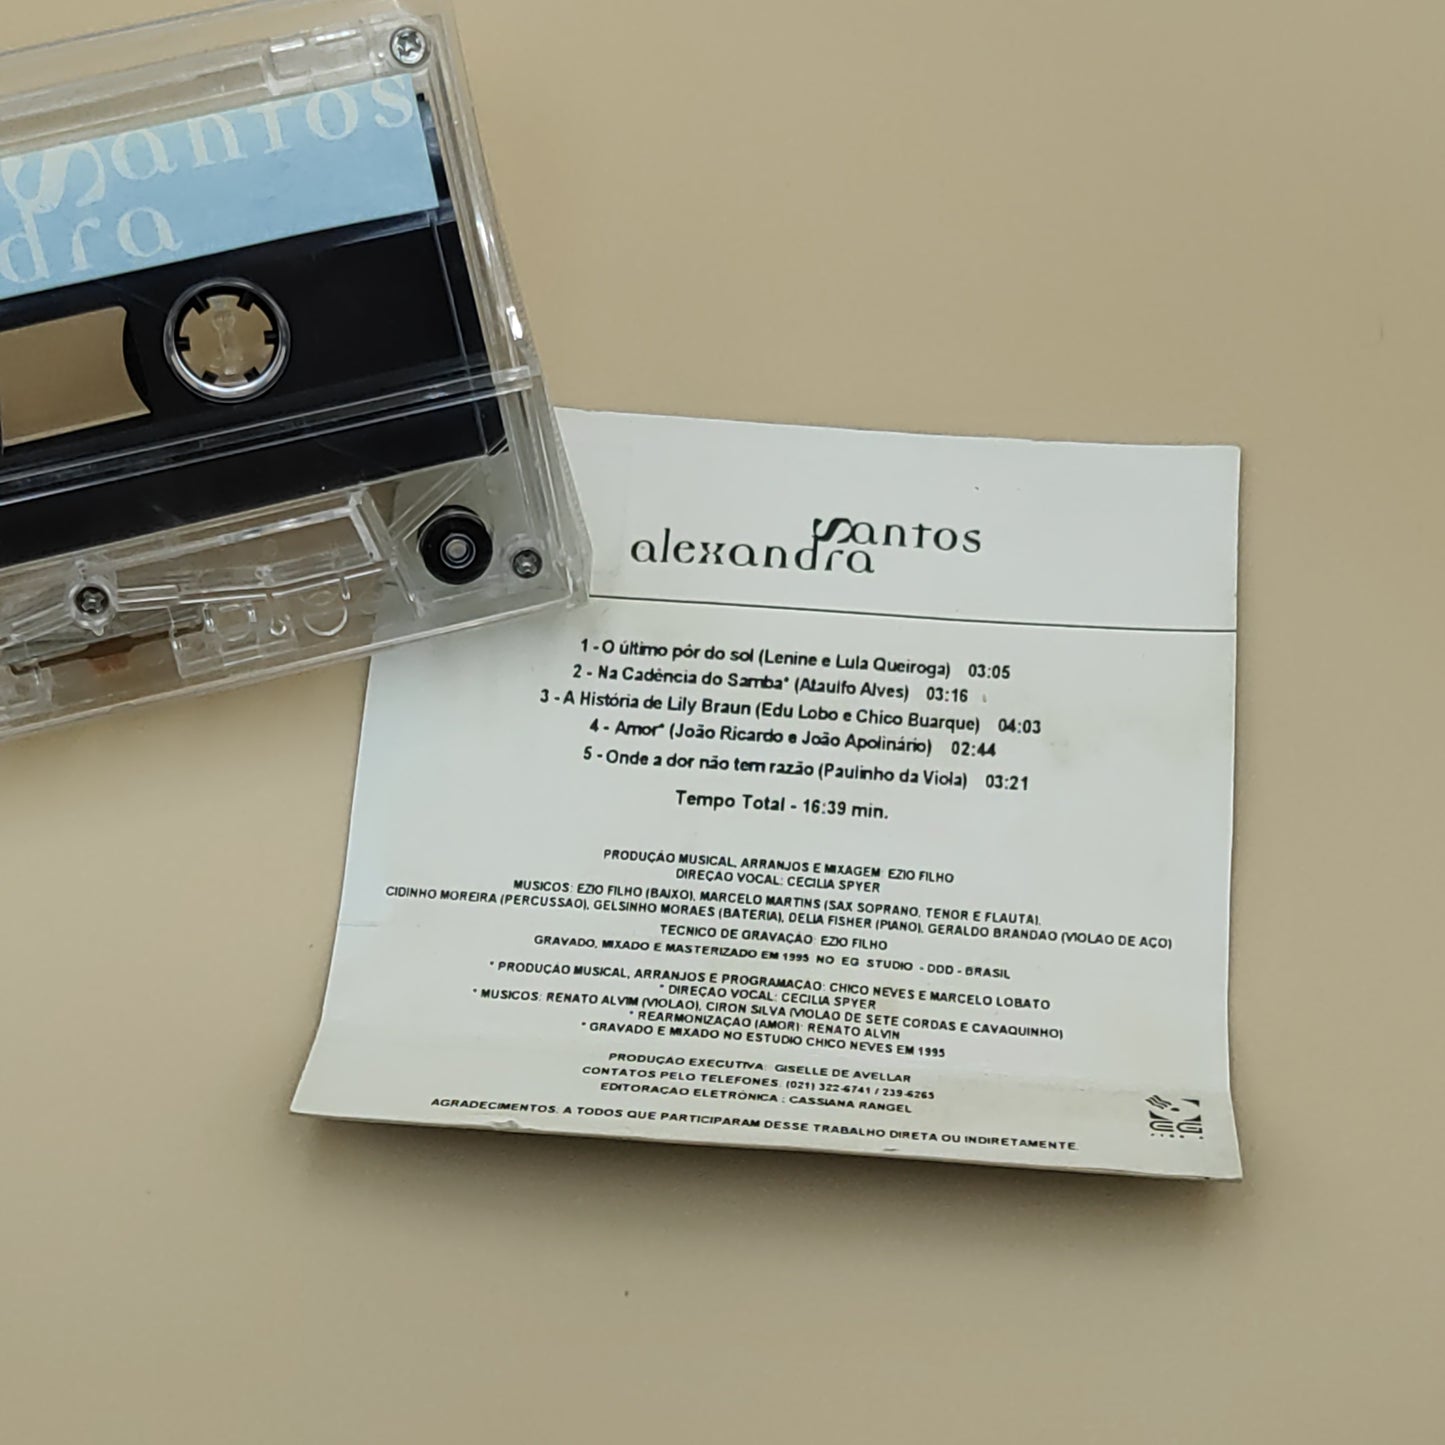 Santos
dra
alexandra Santos
1 - O último pôr do sol (Lenine e Lula Queiroga) 03:05
2 - Na Cadência do Samba* (Ataulfo Alves) 03:16
3 - A História de Lily Braun (Edu Lobo e Chico Buarque) 04:03
4 - Amor* (João Ricardo e João Apolinário) 02:44
5 - Onde a dor não tem razão (Paulinho da Viola) 03:21
Tempo Total - 16:39 min.
PRODUÇÃO MUSICAL, ARRANJOS E MIXAGEM: EZIO FILHO
DIREÇÃO VOCAL: CECILIA SPYER
MUSICOS: EZIO FILHO (BAIXO), MARCELO MARTINS (SAX SOPRANO, TENOR E FLAUTA),
CIDINHO MOREIRA (PERCUSSAO), GELSINHO MORAES (BATERIA), DELIA FISHER (PIANO), GERALDO BRANDAO (VIOLAO DE AÇO)
TECNICO DE GRAVAÇÃO: EZIO FILHO
GRAVADO, MIXADO E MASTERIZADO EM 1995 NO EG STUDIO - DDD - BRASIL
* PRODUÇÃO MUSICAL, ARRANJOS E PROGRAMAÇÃO: CHICO NEVES E MARCELO LOBATO
* DIREÇÃO VOCAL: CECILIA SPYER
* MUSICOS: RENATO ALVIM (VIOLAO), CIRON SILVA (VIOLAO DE SETE CORDAS E CAVAQUINHO)
* REARMONIZAÇÃO (AMOR): RENATO ALVIN
* GRAVADO E MIXADO NO ESTUDIO CHICO NEVES EM 1995
PRODUÇÃO EXECUTIVA: GISELLE DE AVELLAR
CONTATOS PELO TELEFONES: (021) 322-6741 / 239-6265
EDITORAÇÃO ELETRÔNICA : CASSIANA RANGEL
AGRADECIMENTOS: A TODOS QUE PARTICIPARAM DESSE TRABALHO DIRETA OU INDIRETAMENTE.